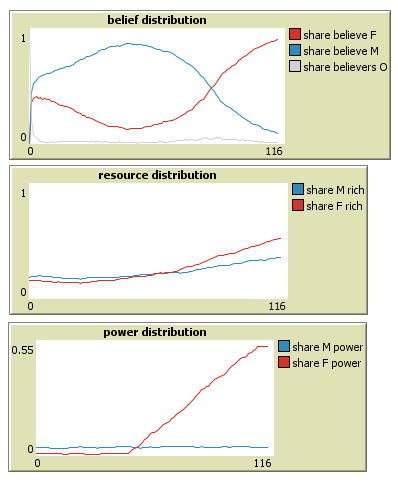 belief distribution
1
share believe F
share believe M
share believers O
0
0
116
resource distribution
1
share M rich
share F rich
0
0
116
power distribution
0.55
share M power
share F power
0
0
116